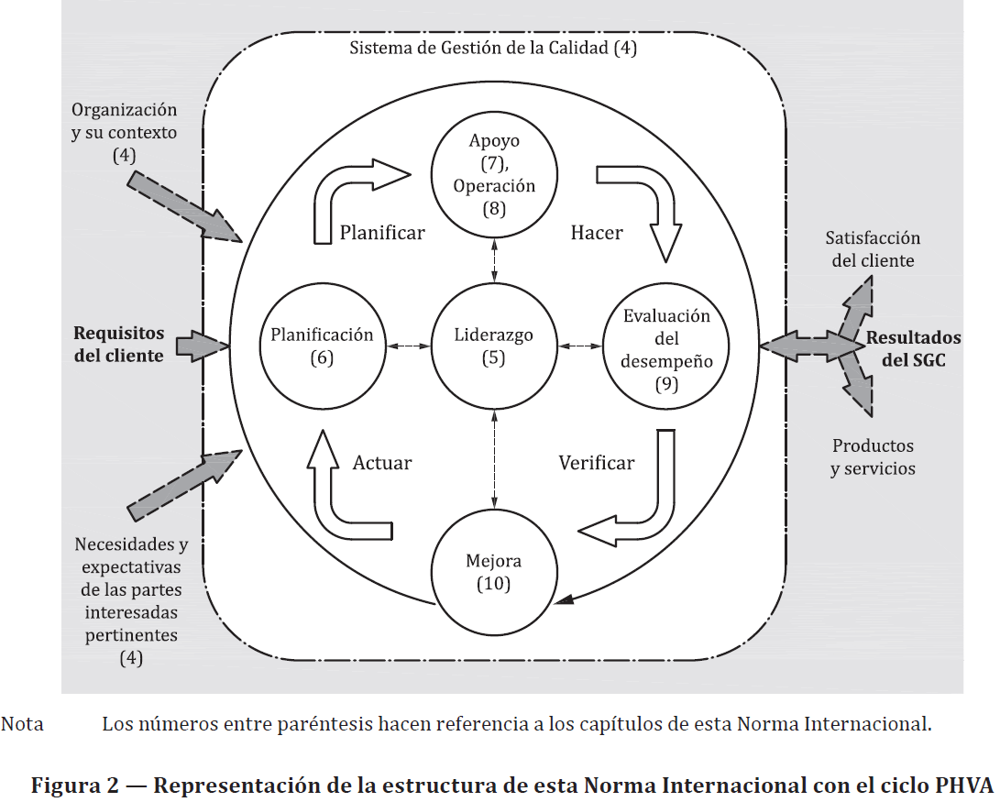 Sistema de Gestión de la Calidad (4)
Organización
y su contexto
(4)
Apoyo
(7),
Operación
(8)
Planificar
Hacer
Satisfacción
del cliente
Requisitos
del cliente
Planificación
(6)
Liderazgo
(5)
Evaluación
del
desempeño
(9)
Resultados
del SGC
Actuar
Verificar
Productos
y servicios
Necesidades y
expectativas
de las partes
interesadas
pertinentes
(4)
Mejora
(10)
Nota Los números entre paréntesis hacen referencia a los capítulos de esta Norma Internacional.
Figura 2 — Representación de la estructura de esta Norma Internacional con el ciclo PHVA